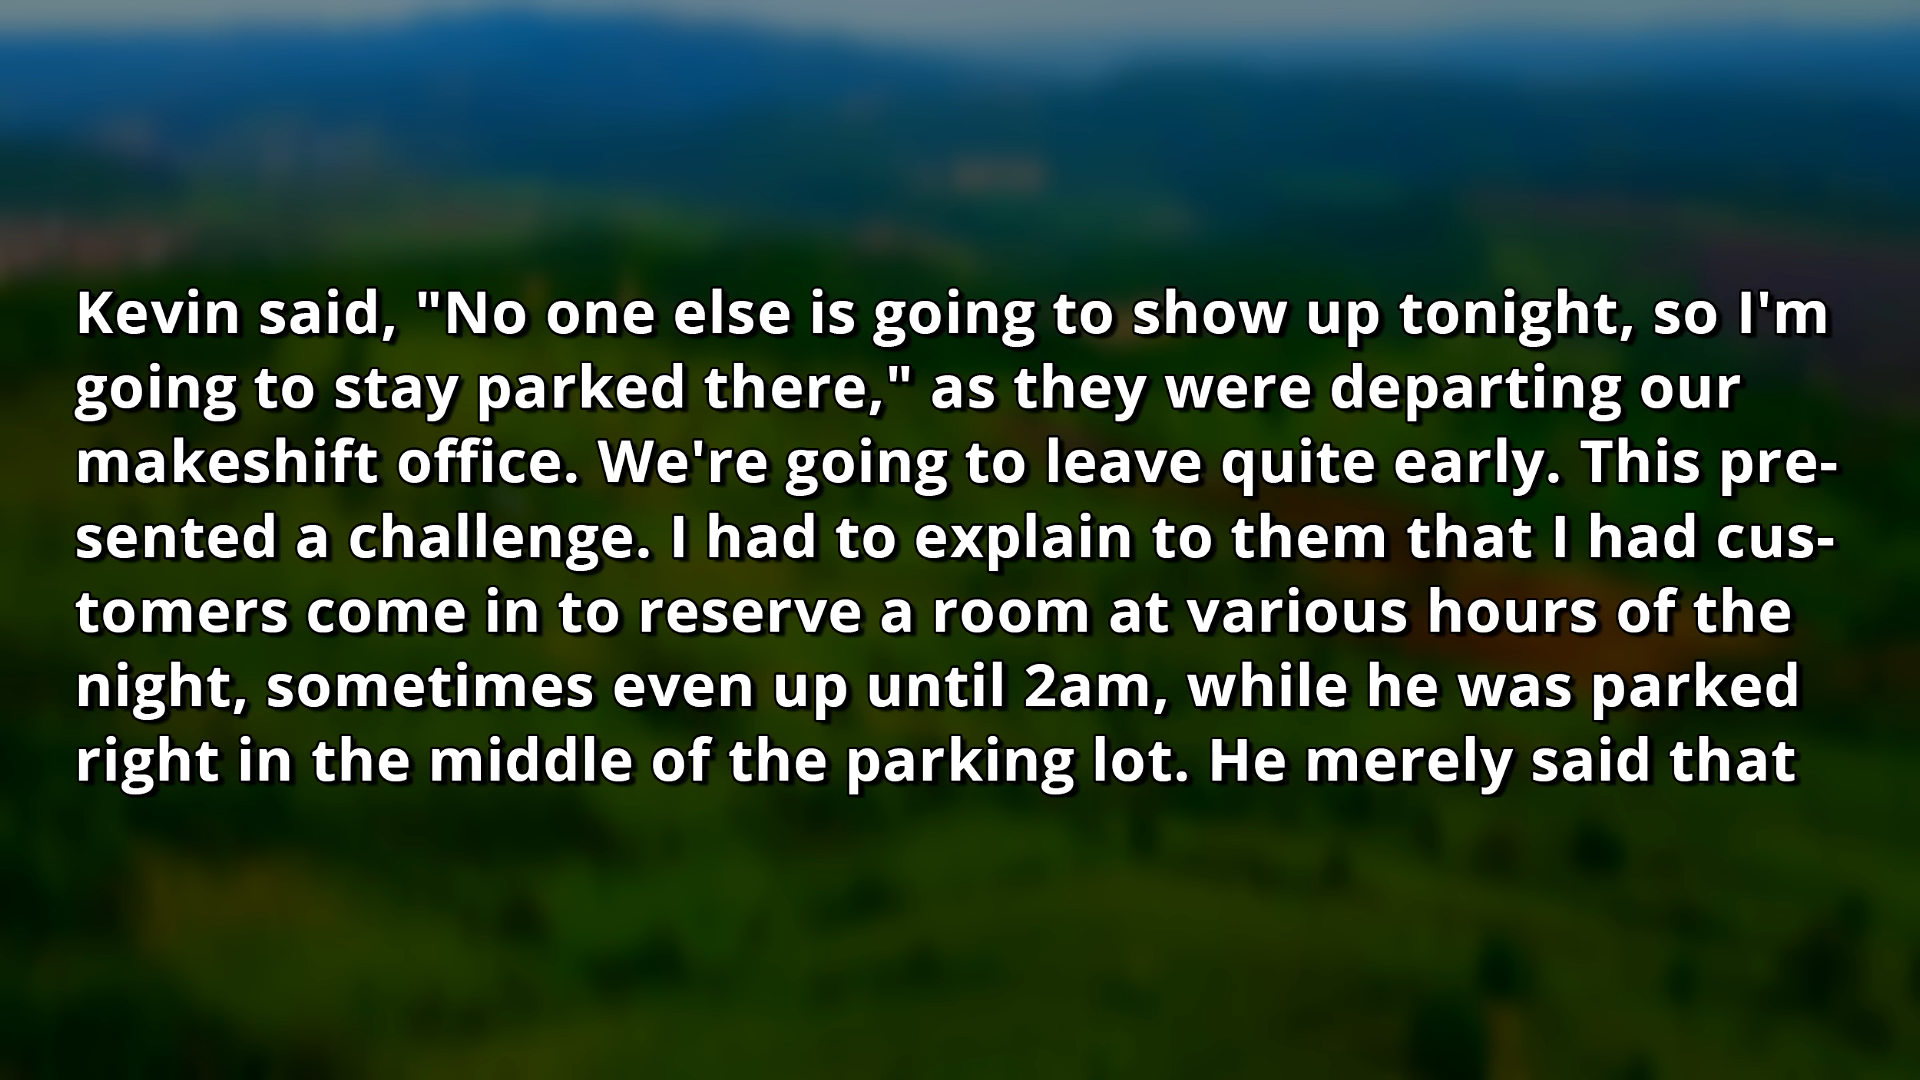 Kevin said, "No one else is going to show up tonight, so I'm
going to stay parked there," as they were departing our
makeshift office. We're going to leave quite early. This pre-
sented a challenge. I had to explain to them that I had cus-
tomers come in to reserve a room at various hours of the
night, sometimes even up until 2am, while he was parked
right in the middle of the parking lot. He merely said that